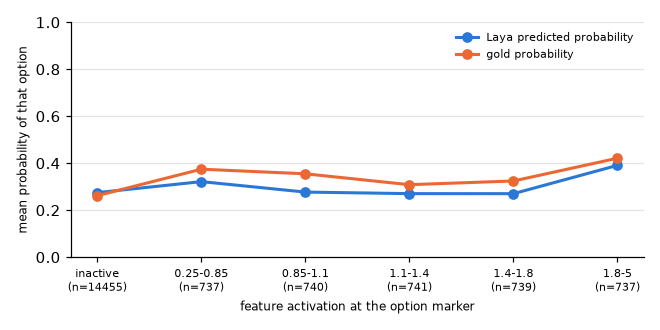 1.0
0.8
0.6
0.4
0.2
0.0
mean probability of that option
Laya predicted probability
gold probability
inactive
(n=14455)
0.25-0.85
(n=737)
0.85-1.1
(n=740)
1.1-1.4
(n=741)
1.4-1.8
(n=739)
1.8-5
(n=737)
feature activation at the option marker